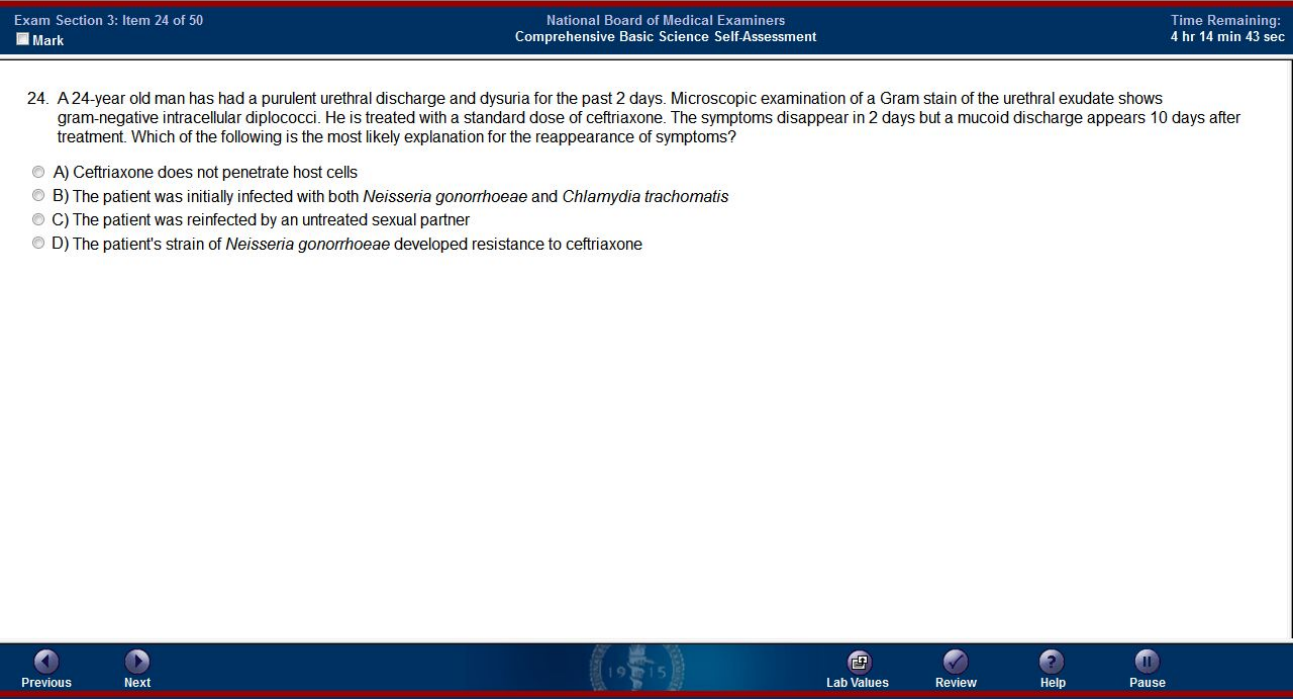 Exam Section 3: Item 24 of 50
National Board of Medical Examiners
Time Remaining:
Mark
Comprehensive Basic Science Self-Assessment
4 hr 14 min 43 sec
24. A 24-year old man has had a purulent urethral discharge and dysuria for the past 2 days. Microscopic examination of a Gram stain of the urethral exudate shows
gram-negative intracellular diplococci. He is treated with a standard dose of ceftriaxone. The symptoms disappear in 2 days but a mucoid discharge appears 10 days after
treatment. Which of the following is the most likely explanation for the reappearance of symptoms?
A) Ceftriaxone does not penetrate host cells
B) The patient was initially infected with both Neisseria gonorrhoeae and Chlamydia trachomatis
C) The patient was reinfected by an untreated sexual partner
D) The patient's strain of Neisseria gonorrhoeae developed resistance to ceftriaxone
1915
Previous
Next
Lab Values
Review
Help
Pause